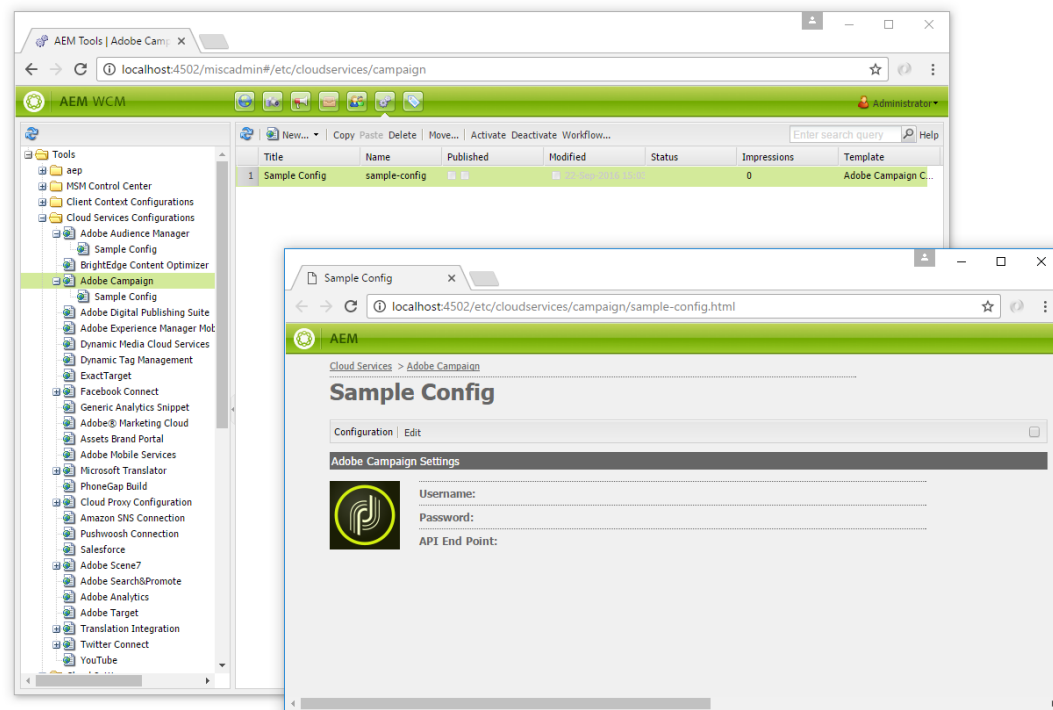 AEM Tools | Adobe Camp
localhost:4502/miscadmin#/etc/cloudservices/campaign
AEM WCM
Administrator
New... Copy Paste Delete Move... Activate Deactivate Workflow... Enter search query Help
Tools
aep
MSM Control Center
Client Context Configurations
Cloud Services Configurations
Adobe Audience Manager
Sample Config
BrightEdge Content Optimizer
Adobe Campaign
Sample Config
Adobe Digital Publishing Suite
Adobe Experience Manager Mob
Dynamic Media Cloud Services
Dynamic Tag Management
ExactTarget
Facebook Connect
Generic Analytics Snippet
Adobe® Marketing Cloud
Assets Brand Portal
Adobe Mobile Services
Microsoft Translator
PhoneGap Build
Cloud Proxy Configuration
Amazon SNS Connection
Pushwoosh Connection
Salesforce
Adobe Scene7
Adobe Search&Promote
Adobe Analytics
Adobe Target
Translation Integration
Twitter Connect
YouTube
Title Name Published Modified Status Impressions Template
1 Sample Config sample-config 22-Sep-2016 15:02 0 Adobe Campaign C...
Sample Config
localhost:4502/etc/cloudservices/campaign/sample-config.html
AEM
Cloud Services > Adobe Campaign
Sample Config
Configuration Edit
Adobe Campaign Settings
Username:
Password:
API End Point: